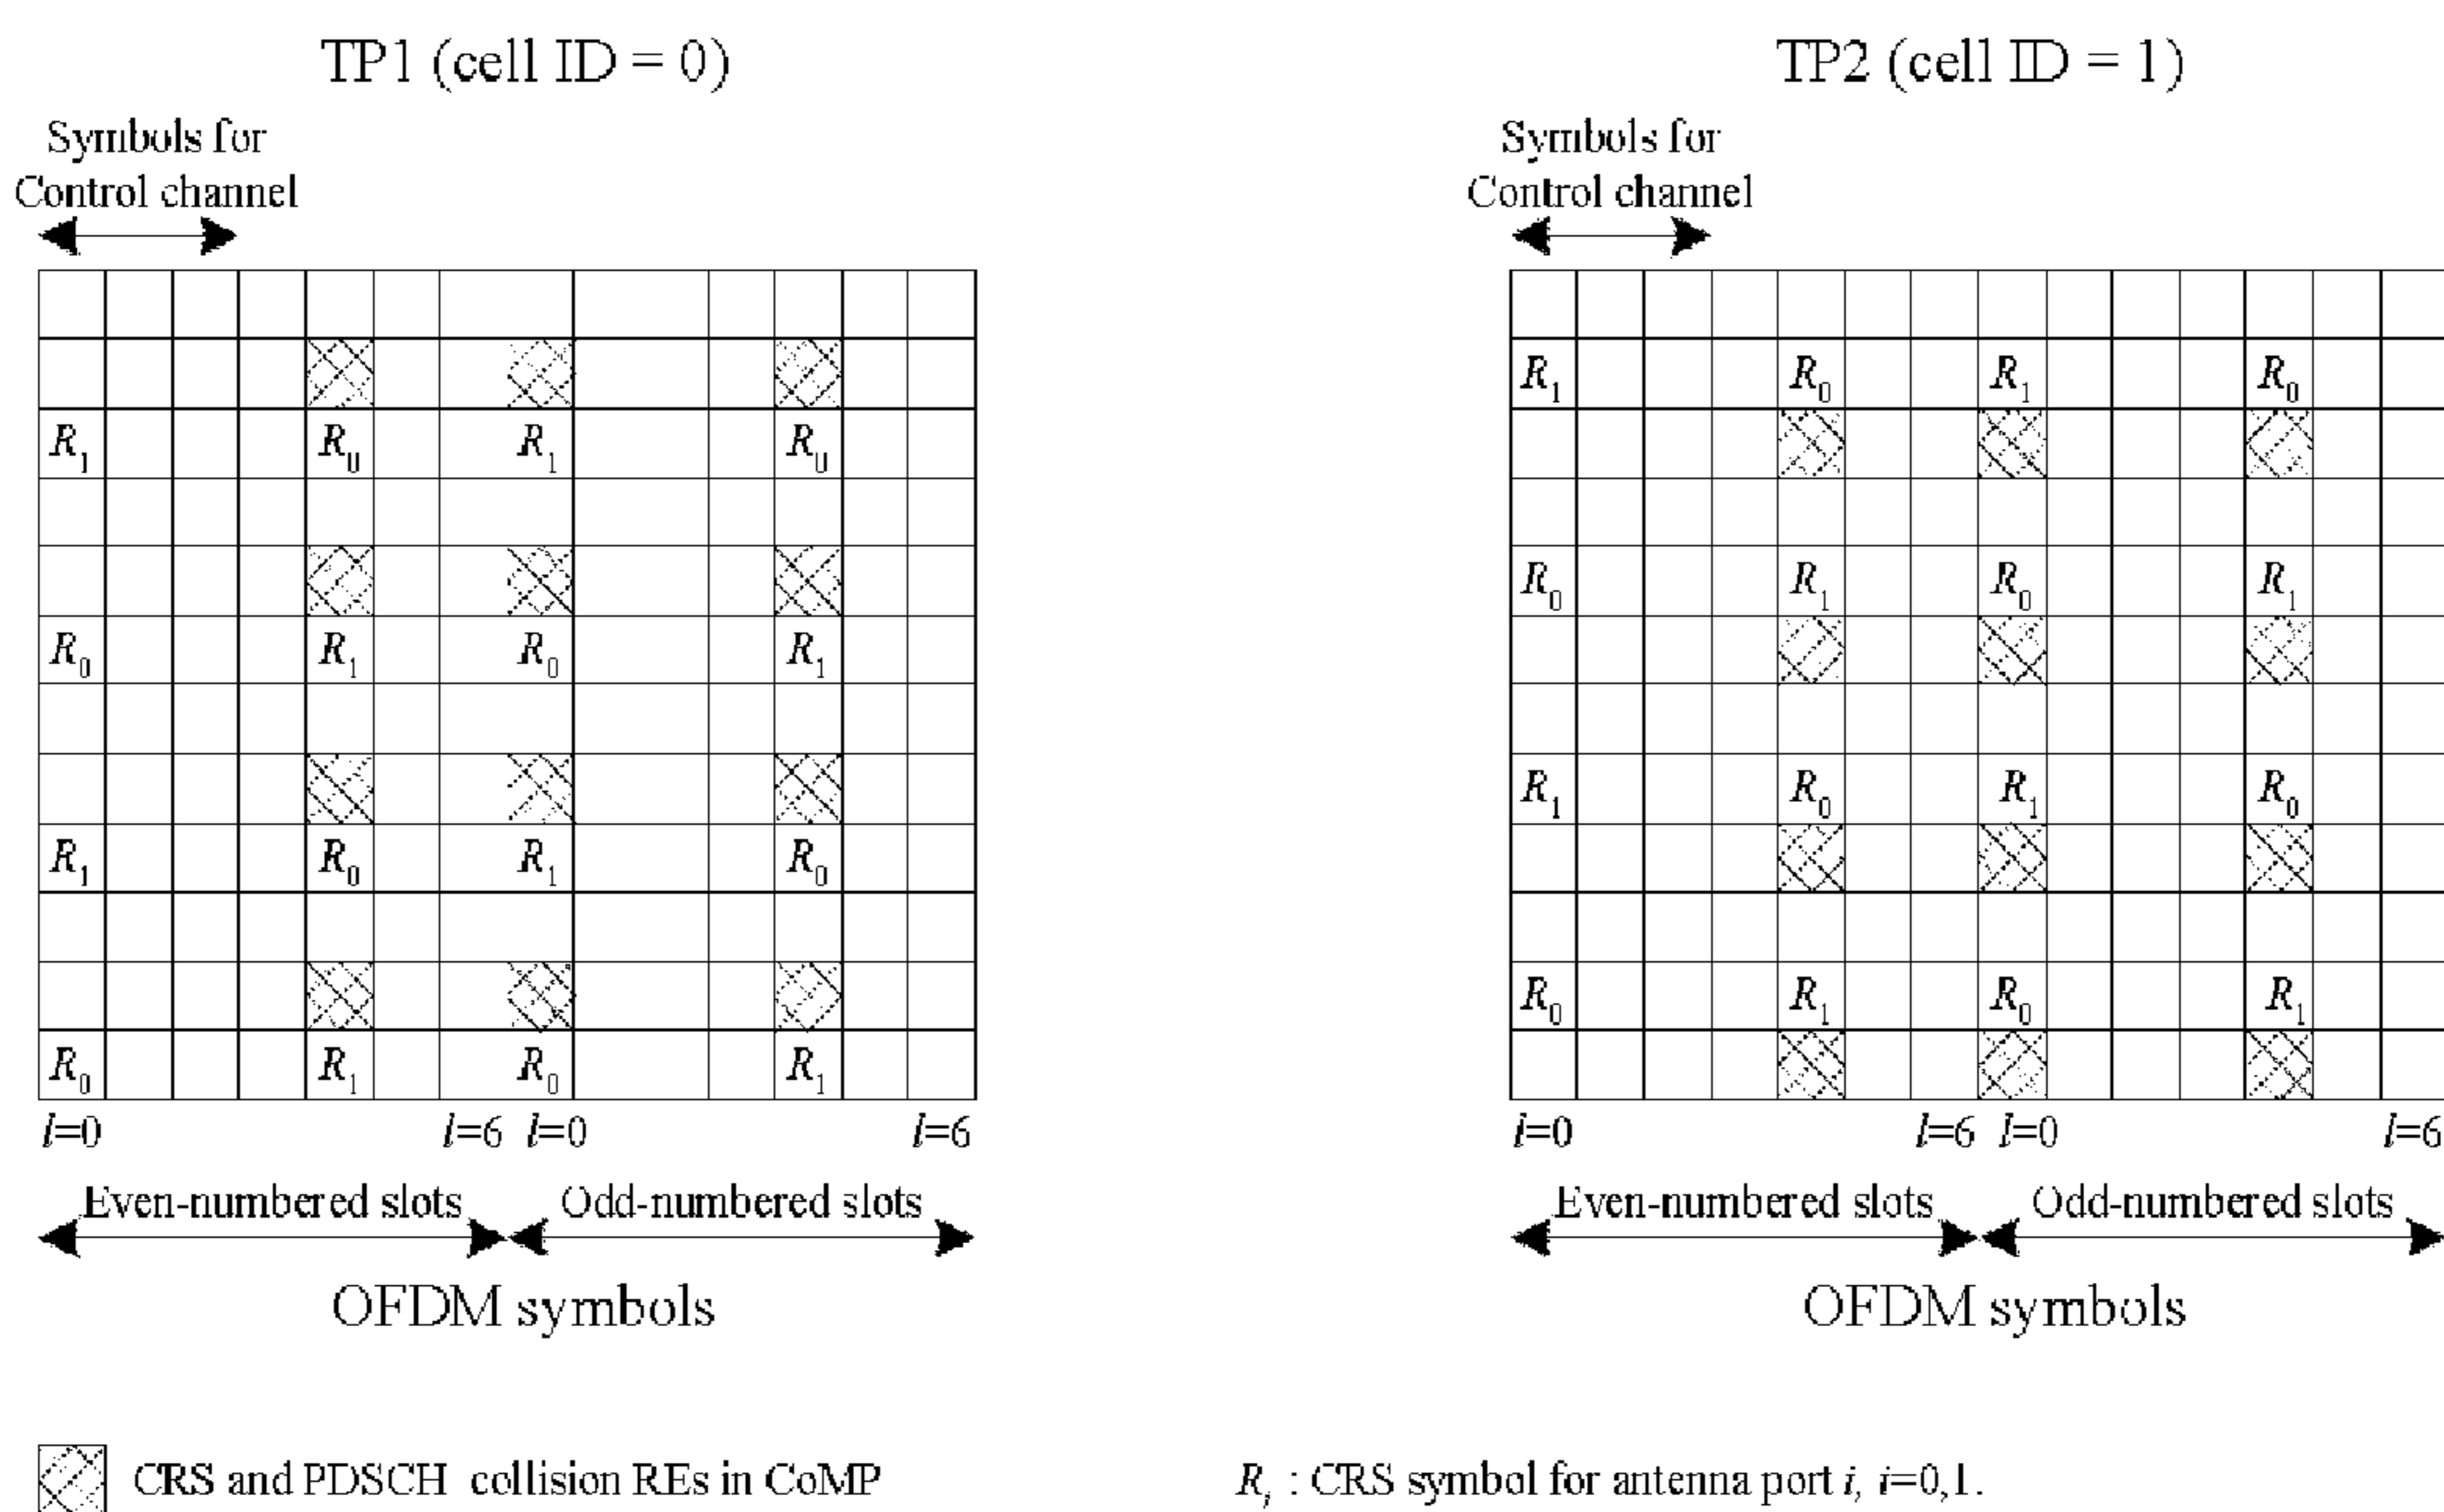 TP1 (cell ID = 0)
Symbols for
Control channel
R1 R0 R1 R0
R0 R1 R0 R1
R1 R0 R1 R0
R0 R1 R0 R1
l=0 l=6 l=0 l=6
Even-numbered slots Odd-numbered slots
OFDM symbols
TP2 (cell ID = 1)
Symbols for
Control channel
R1 R0 R1 R0
R0 R1 R0 R1
R1 R0 R1 R0
R0 R1 R0 R1
l=0 l=6 l=0 l=6
Even-numbered slots Odd-numbered slots
OFDM symbols
CRS and PDSCH collision REs in CoMP
Ri : CRS symbol for antenna port i, i=0,1.